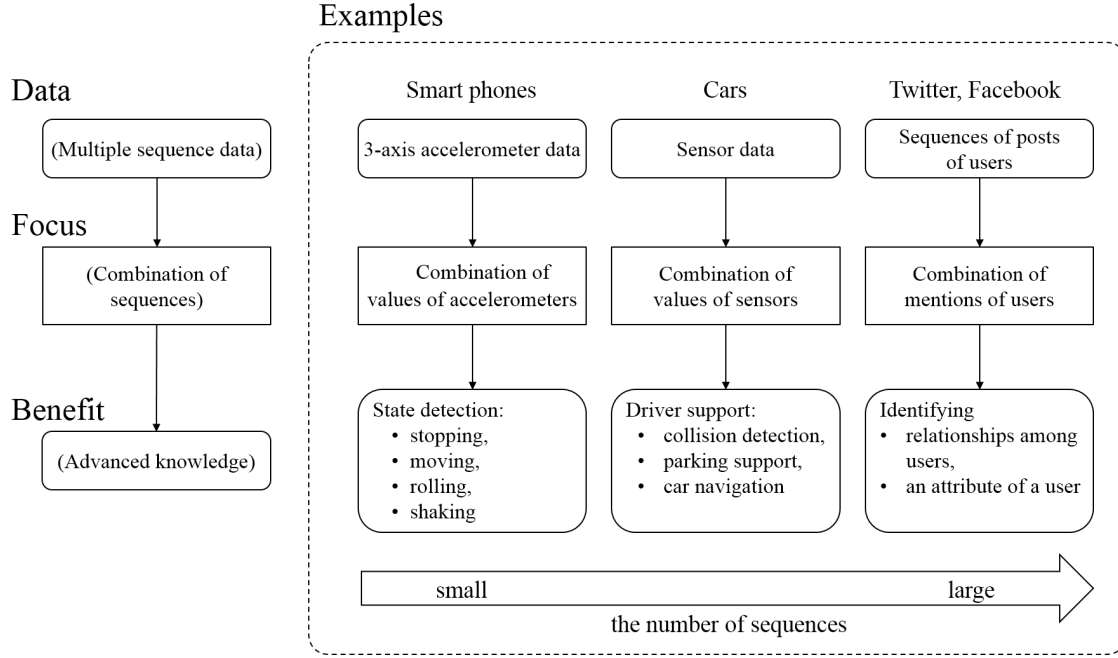 Examples
Data
(Multiple sequence data)
Focus
(Combination of
sequences)
Benefit
(Advanced knowledge)
Smart phones
3-axis accelerometer data
Combination of
values of accelerometers
State detection:
• stopping,
• moving,
• rolling,
• shaking
Cars
Sensor data
Combination of
values of sensors
Driver support:
• collision detection,
• parking support,
• car navigation
Twitter, Facebook
Sequences of posts
of users
Combination of
mentions of users
Identifying
• relationships among
users,
• an attribute of a user
small
large
the number of sequences